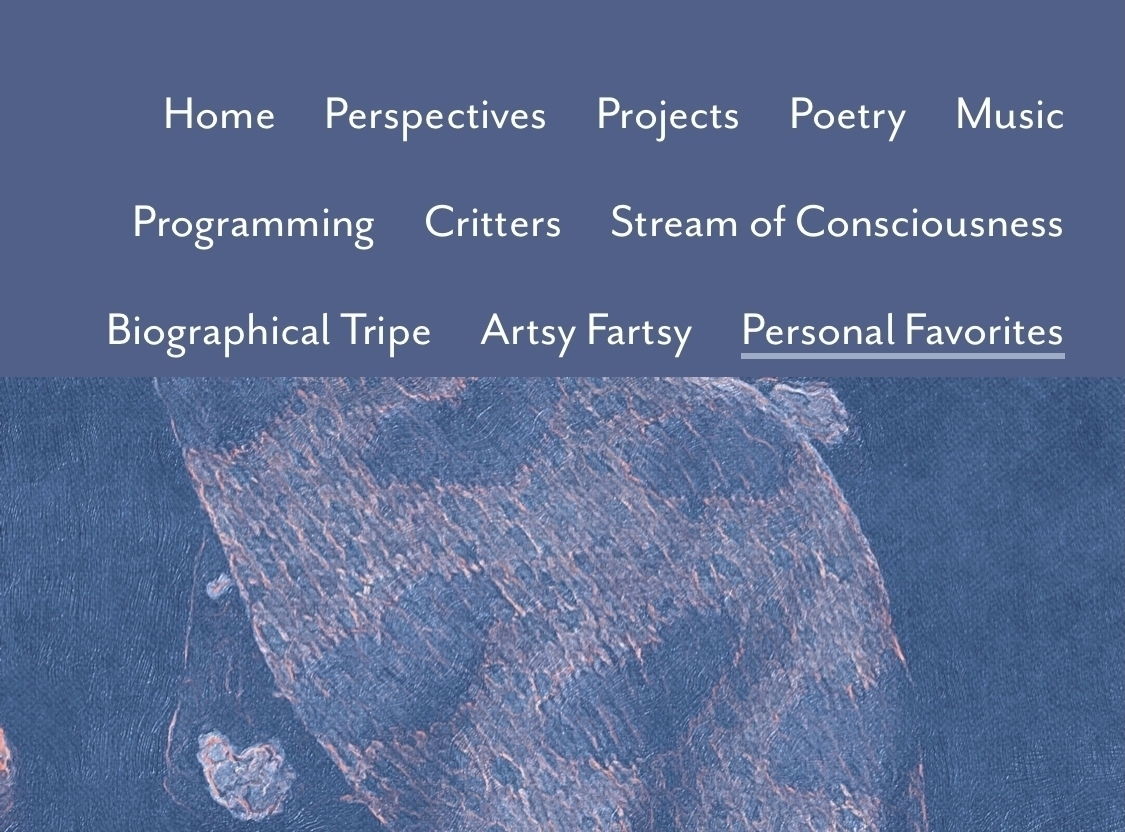 Home Perspectives Projects Poetry Music
Programming Critters Stream of Consciousness
Biographical Tripe Artsy Fartsy Personal Favorites